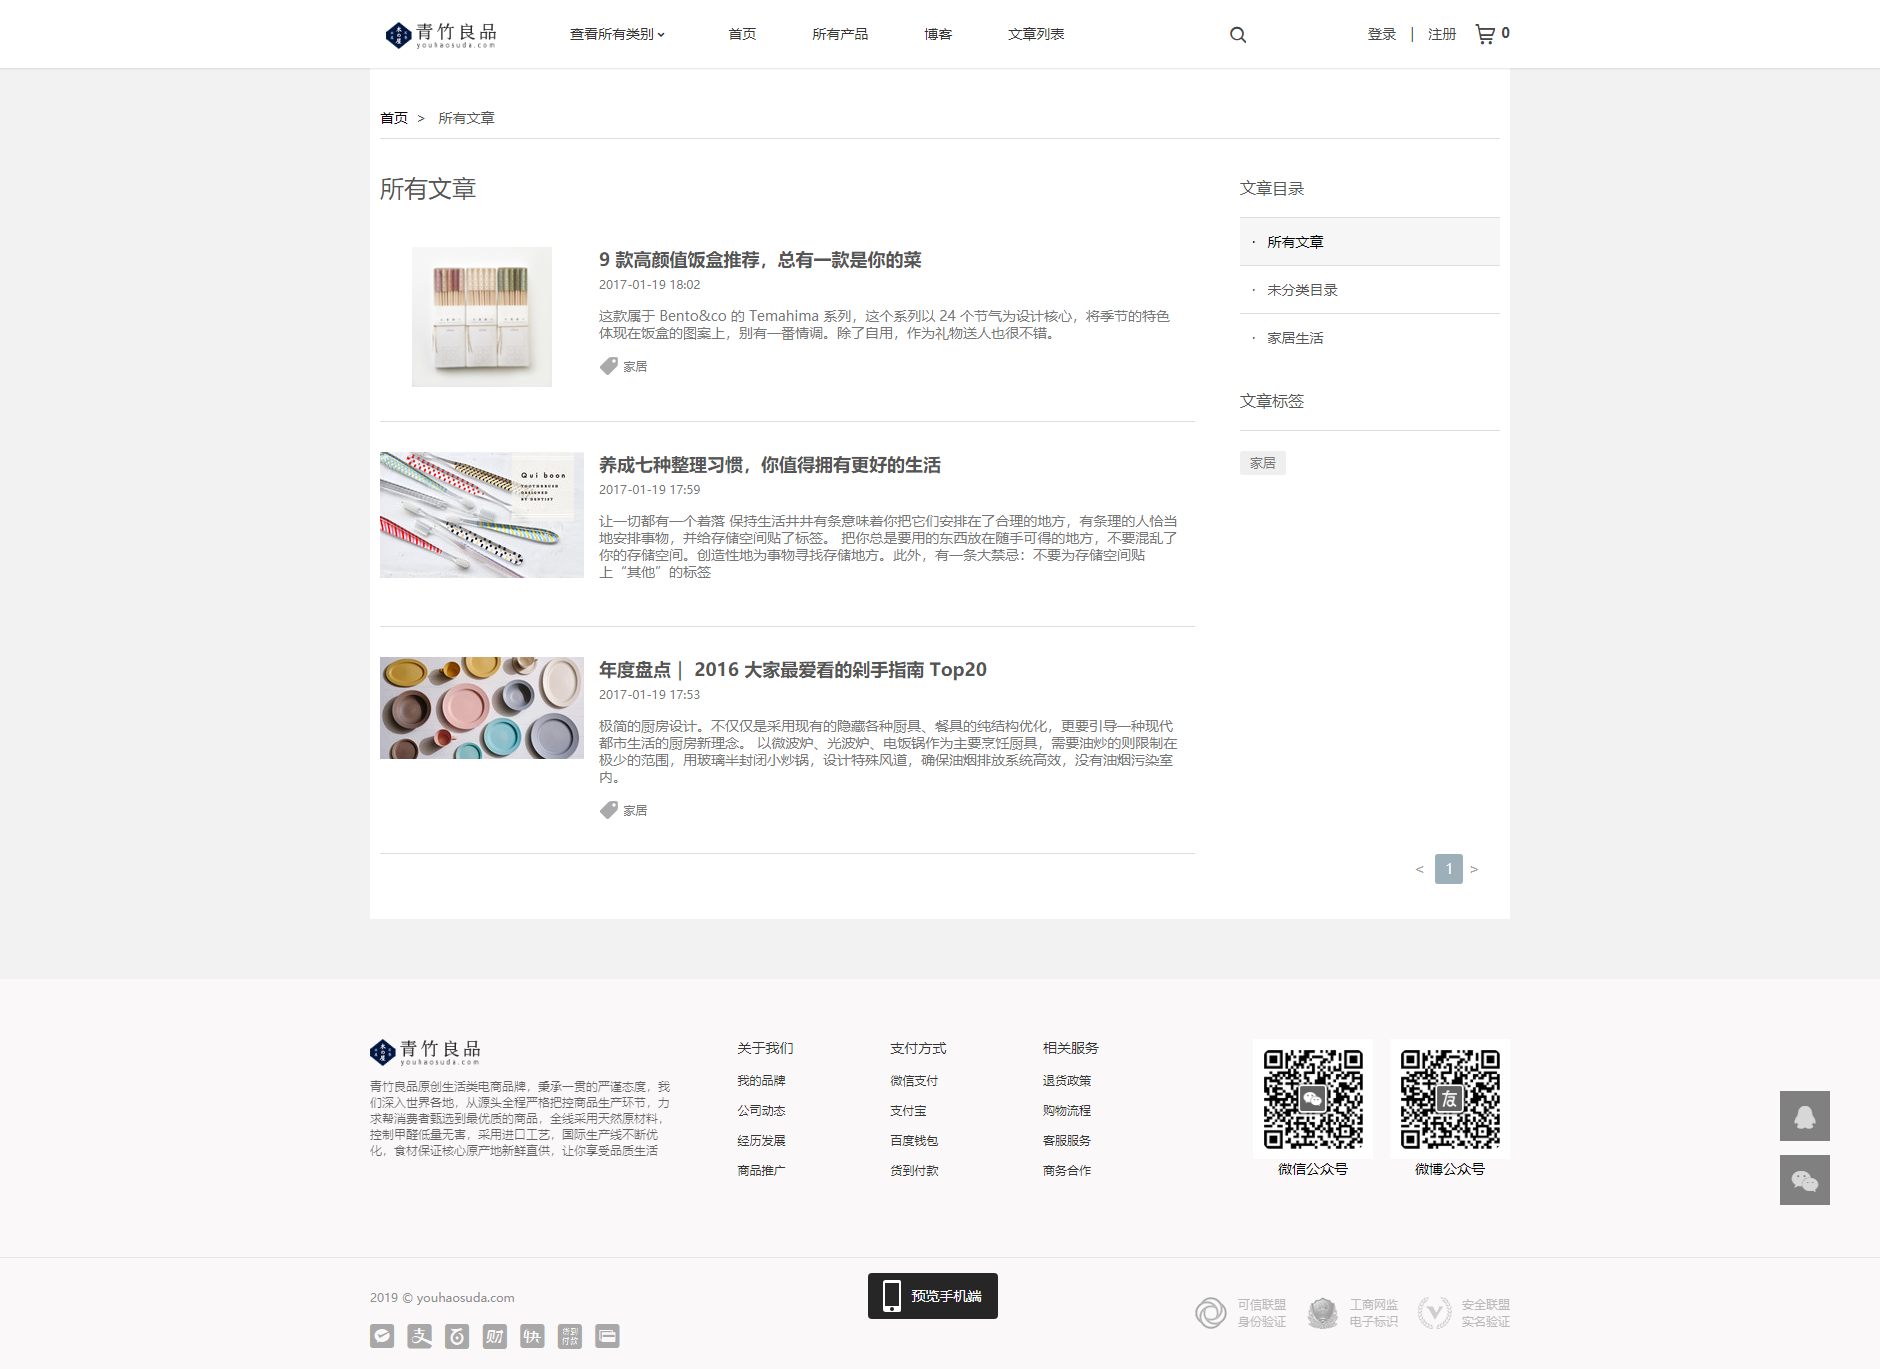 青竹良品
youhaosuda.com
查看所有类别
首页
所有产品
博客
文章列表
登录 | 注册 0
首页 > 所有文章
所有文章
9 款高颜值饭盒推荐，总有一款是你的菜
2017-01-19 18:02
这款属于 Bento&co 的 Temahima 系列，这个系列以 24 个节气为设计核心，将季节的特色
体现在饭盒的图案上，别有一番情调。除了自用，作为礼物送人也很不错。
家居
Qui boon
TOOTHBRUSH
DESIGNED
BY DENTIST
养成七种整理习惯，你值得拥有更好的生活
2017-01-19 17:59
让一切都有一个着落 保持生活井井有条意味着你把它们安排在了合理的地方，有条理的人恰当
地安排事物，并给存储空间贴了标签。 把你总是要用的东西放在随手可得的地方，不要混乱了
你的存储空间。创造性地为事物寻找存储地方。此外，有一条大禁忌：不要为存储空间贴
上“其他”的标签
年度盘点｜ 2016 大家最爱看的剁手指南 Top20
2017-01-19 17:53
极简的厨房设计。不仅仅是采用现有的隐藏各种厨具、餐具的纯结构优化，更要引导一种现代
都市生活的厨房新理念。 以微波炉、光波炉、电饭锅作为主要烹饪厨具，需要油炒的则限制在
极少的范围，用玻璃半封闭小炒锅，设计特殊风道，确保油烟排放系统高效，没有油烟污染室
内。
家居
文章目录
· 所有文章
· 未分类目录
· 家居生活
文章标签
家居
< 1 >
青竹良品
youhaosuda.com
青竹良品原创生活类电商品牌，秉承一贯的严谨态度，我
们深入世界各地，从源头全程严格把控商品生产环节，力
求帮消费者甄选到最优质的商品，全线采用天然原材料，
控制甲醛低量无害，采用进口工艺，国际生产线不断优
化，食材保证核心原产地新鲜直供，让你享受品质生活
关于我们
我的品牌
公司动态
经历发展
商品推广
支付方式
微信支付
支付宝
百度钱包
货到付款
相关服务
退货政策
购物流程
客服服务
商务合作
微信公众号
友
微博公众号
2019 © youhaosuda.com
支
财
快
货到
付款
预览手机端
可信联盟
身份验证
工商网监
电子标识
安全联盟
实名验证